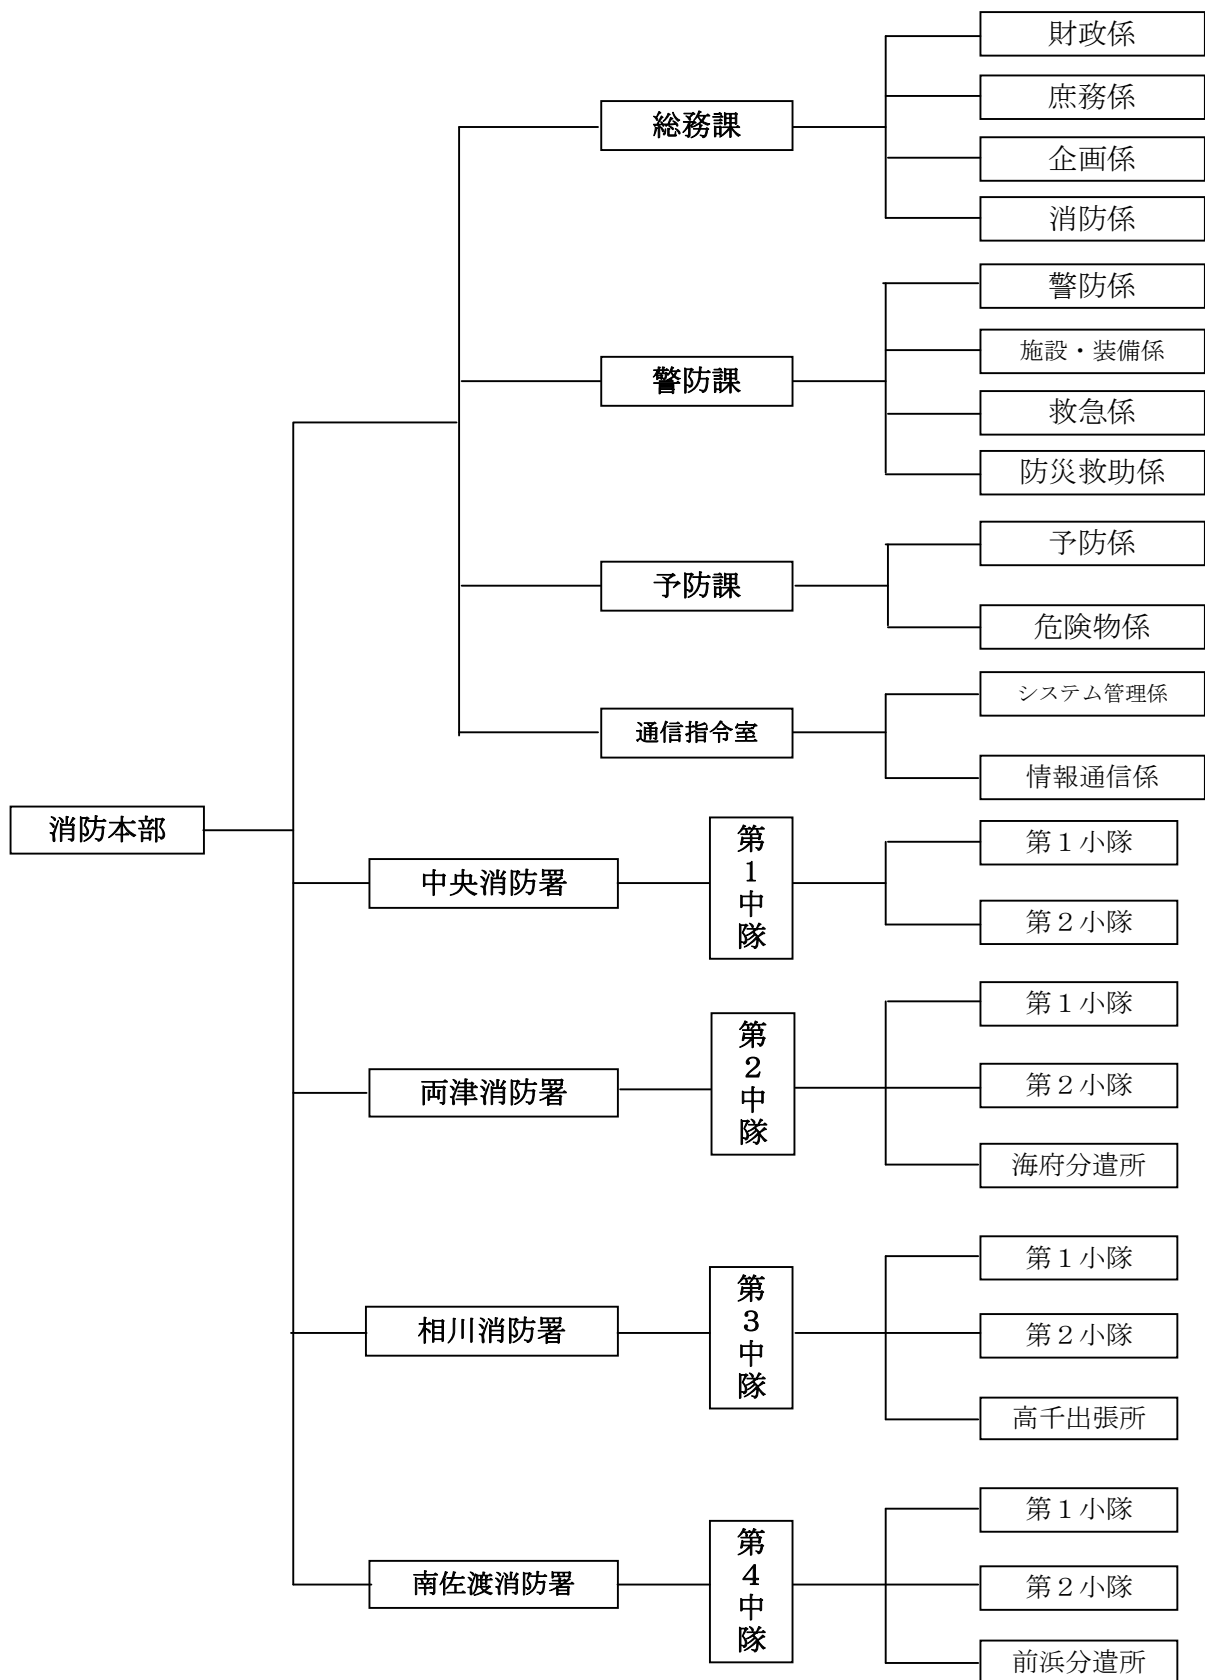 財政係
庶務係
総務課
企画係
消防係
警防係
施設・装備係
警防課
救急係
防災救助係
予防係
予防課
危険物係
システム管理係
通信指令室
情報通信係
消防本部
中央消防署
第1中隊
第１小隊
第２小隊
両津消防署
第2中隊
第１小隊
第２小隊
海府分遣所
相川消防署
第3中隊
第１小隊
第２小隊
高千出張所
南佐渡消防署
第4中隊
第１小隊
第２小隊
前浜分遣所